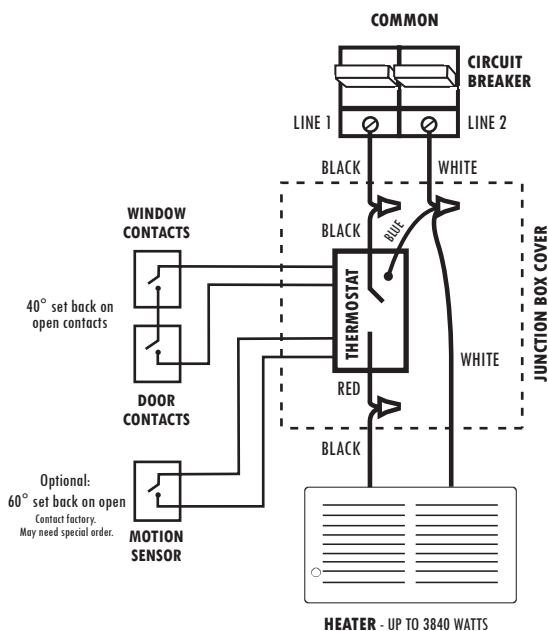 COMMON
CIRCUIT
BREAKER
LINE 1
LINE 2
BLACK
WHITE
WINDOW
CONTACTS
BLACK
BLUE
JUNCTION BOX COVER
40° set back on
open contacts
THERMOSTAT
WHITE
DOOR
CONTACTS
RED
BLACK
Optional:
60° set back on open
Contact factory.
May need special order.
MOTION
SENSOR
HEATER - UP TO 3840 WATTS